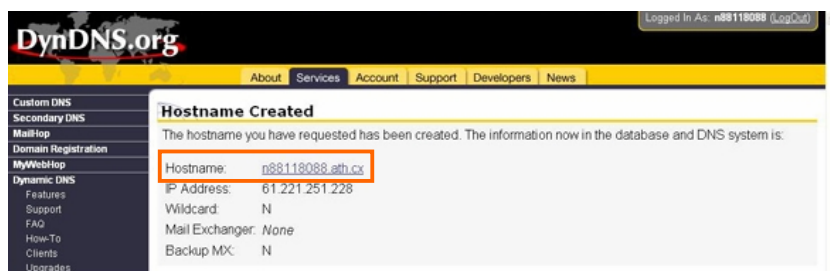 Logged In As: n88118088 (LogOut)
DynDNS.org
About Services Account Support Developers News
Custom DNS
Secondary DNS
MailHop
Domain Registration
MyWebHop
Dynamic DNS
Features
Support
FAQ
How-To
Clients
Upgrades
Hostname Created
The hostname you have requested has been created. The information now in the database and DNS system is:
Hostname: n88118088.ath.cx
IP Address: 61.221.251.228
Wildcard: N
Mail Exchanger: None
Backup MX: N